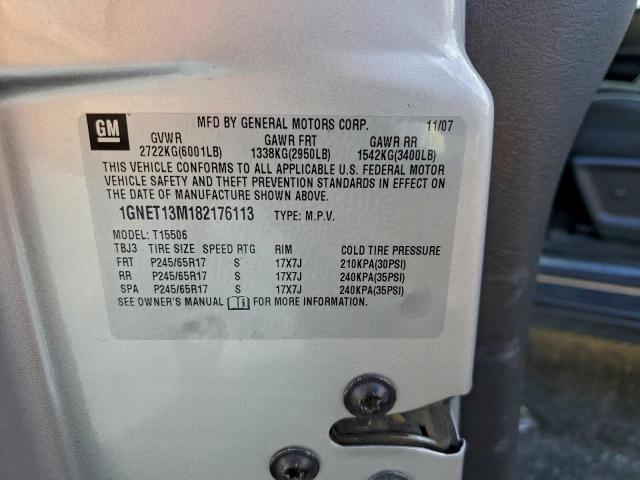 GM
MFD BY GENERAL MOTORS CORP. 11/07
GVWR GAWR FRT GAWR RR
2722KG(6001LB) 1338KG(2950LB) 1542KG(3400LB)
THIS VEHICLE CONFORMS TO ALL APPLICABLE U.S. FEDERAL MOTOR
VEHICLE SAFETY AND THEFT PREVENTION STANDARDS IN EFFECT ON
THE DATE OF MANUFACTURE SHOWN ABOVE.
1GNET13M182176113 TYPE: M.P.V.
MODEL: T15506
TBJ3 TIRE SIZE SPEED RTG RIM COLD TIRE PRESSURE
FRT P245/65R17 S 17X7J 210KPA(30PSI)
RR P245/65R17 S 17X7J 240KPA(35PSI)
SPA P245/65R17 S 17X7J 240KPA(35PSI)
SEE OWNER'S MANUAL FOR MORE INFORMATION.